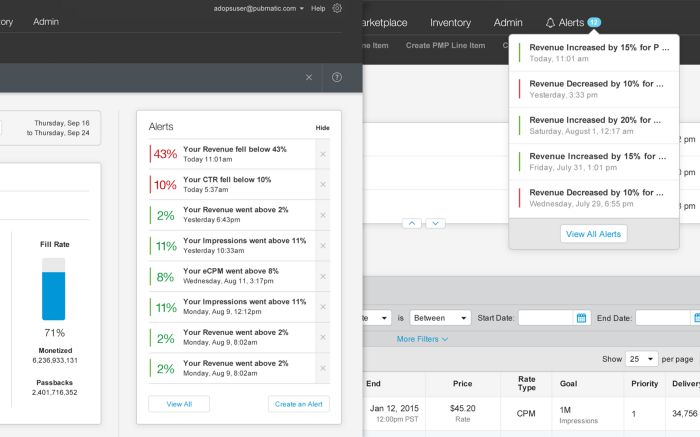 adopsuser@pubmatic.com Help
ory Admin
Thursday, Sep 16
to Thursday, Sep 24
Fill Rate
71%
Monetized
6,236,933,131
Passbacks
2,401,716,352
Alerts Hide
43% Your Revenue fell below 43%
Today 11:01am
10% Your CTR fell below 10%
Today 5:37am
2% Your Revenue went above 2%
Yesterday 6:43pm
11% Your Impressions went above 11%
Yesterday 10:33am
8% Your eCPM went above 8%
Wednesday, Aug 11, 3:17pm
11% Your Impressions went above 11%
Monday, Aug 9, 12:12pm
2% Your Revenue went above 2%
Monday, Aug 9, 8:02am
2% Your Revenue went above 2%
Monday, Aug 9, 8:02am
View All Create an Alert
arketplace Inventory Admin Alerts 12
ne Item Create PMP Line Item C
Revenue Increased by 15% for P ...
Today, 11:01 am
Revenue Decreased by 10% for ...
Yesterday, 3:33 pm
Revenue Increased by 20% for ...
Saturday, August 1, 12:17 am
Revenue Increased by 15% for ...
Friday, July 31, 1:01 pm
Revenue Decreased by 10% for ...
Wednesday, July 29, 6:55 pm
View All Alerts
2 pm
0 pm
3 pm
te is Between Start Date: End Date:
More Filters
Show 25 per page
End Price Rate Type Goal Priority Delivery
Jan 12, 2015 $45.20 CPM 1M 1 34,756
12:00pm PST Rate Impressions